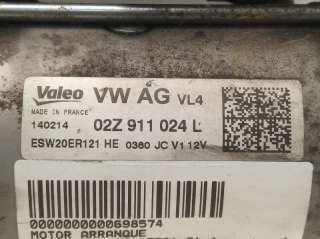 Valeo VW AG VL4
MADE IN FRANCE
140214 02Z 911 024 L
ESW20ER121 HE 0360 JC V1 12V
0000000000698574
MOTOR ARRANQUE